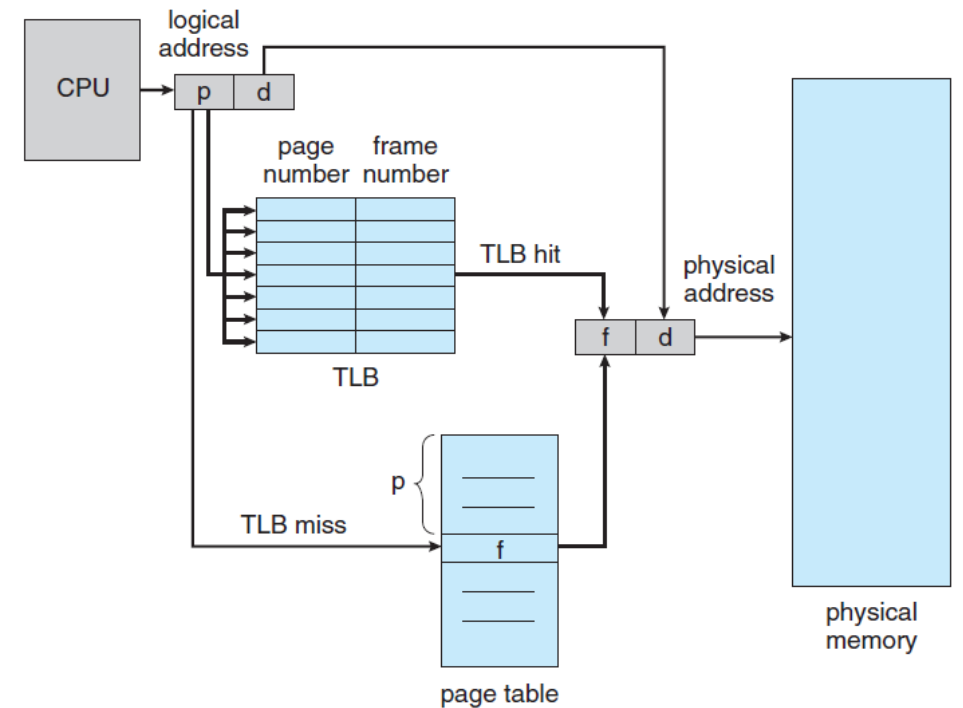 logical
address
CPU
p
d
page
number
frame
number
TLB hit
physical
address
f
d
TLB
p
TLB miss
f
page table
physical
memory